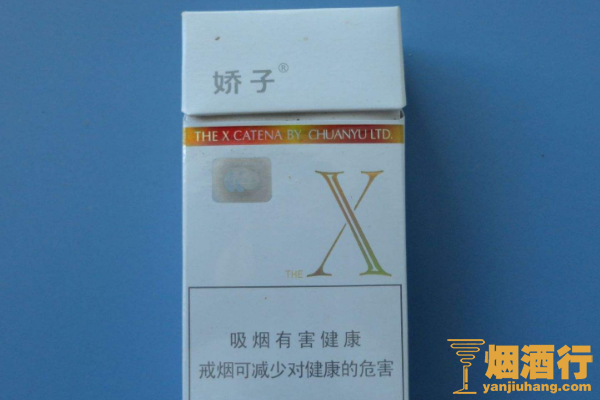 娇子®
THE X CATENA BY CHUANYU LTD.
THE X
吸烟有害健康
戒烟可减少对健康的危害
烟酒行
yanjiuhang.com